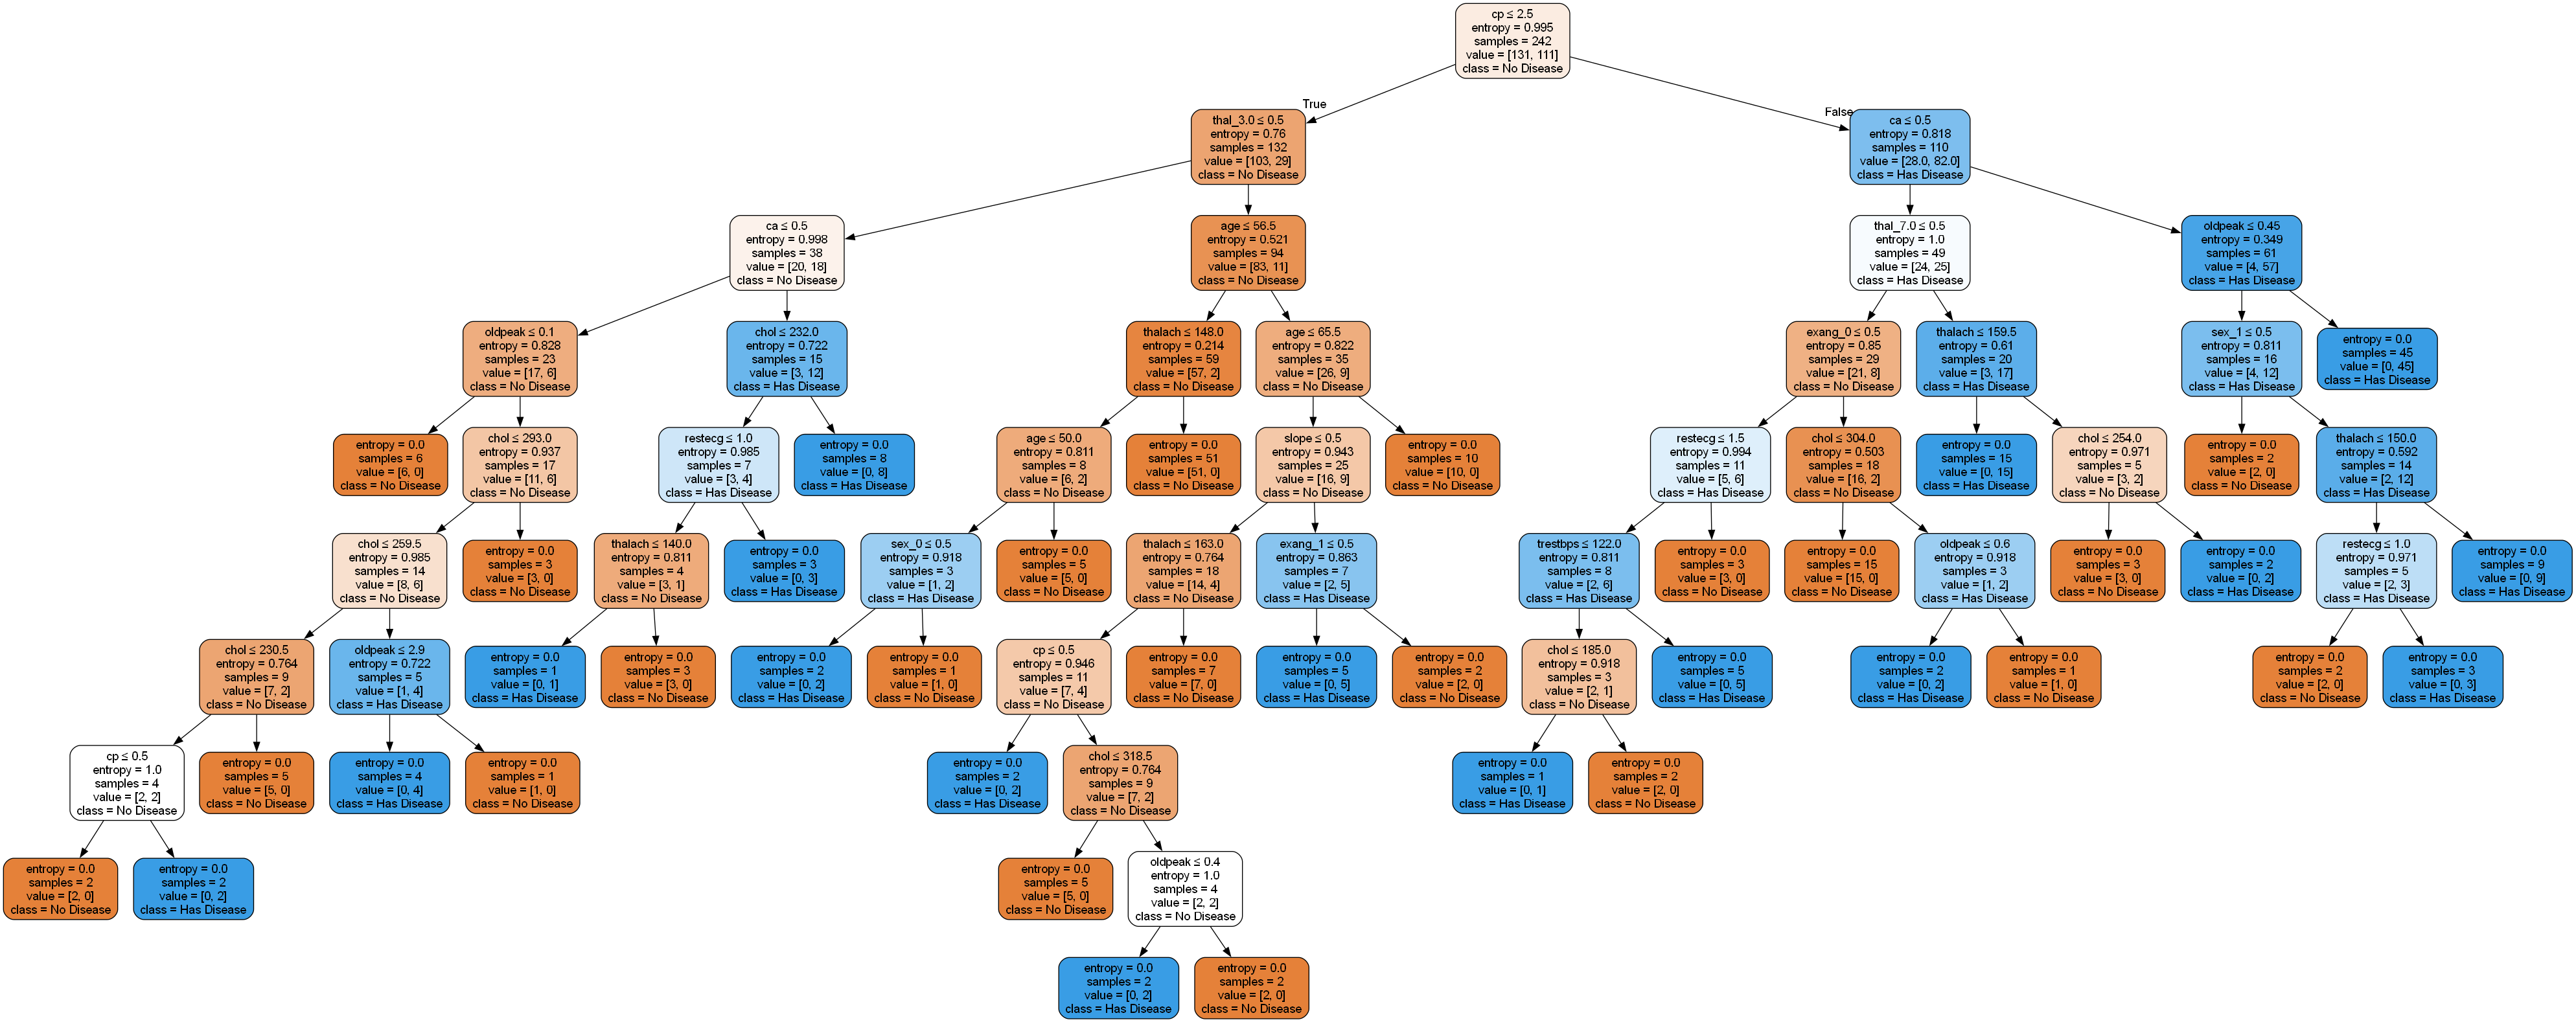 cp ≤ 2.5
entropy = 0.995
samples = 242
value = [131, 111]
class = No Disease
True
False
thal_3.0 ≤ 0.5
entropy = 0.76
samples = 132
value = [103, 29]
class = No Disease
ca ≤ 0.5
entropy = 0.818
samples = 110
value = [28.0, 82.0]
class = Has Disease
ca ≤ 0.5
entropy = 0.998
samples = 38
value = [20, 18]
class = No Disease
age ≤ 56.5
entropy = 0.521
samples = 94
value = [83, 11]
class = No Disease
thal_7.0 ≤ 0.5
entropy = 1.0
samples = 49
value = [24, 25]
class = Has Disease
oldpeak ≤ 0.45
entropy = 0.349
samples = 61
value = [4, 57]
class = Has Disease
oldpeak ≤ 0.1
entropy = 0.828
samples = 23
value = [17, 6]
class = No Disease
chol ≤ 232.0
entropy = 0.722
samples = 15
value = [3, 12]
class = Has Disease
thalach ≤ 148.0
entropy = 0.214
samples = 59
value = [57, 2]
class = No Disease
age ≤ 65.5
entropy = 0.822
samples = 35
value = [26, 9]
class = No Disease
exang_0 ≤ 0.5
entropy = 0.85
samples = 29
value = [21, 8]
class = No Disease
thalach ≤ 159.5
entropy = 0.61
samples = 20
value = [3, 17]
class = Has Disease
sex_1 ≤ 0.5
entropy = 0.811
samples = 16
value = [4, 12]
class = Has Disease
entropy = 0.0
samples = 45
value = [0, 45]
class = Has Disease
entropy = 0.0
samples = 6
value = [6, 0]
class = No Disease
chol ≤ 293.0
entropy = 0.937
samples = 17
value = [11, 6]
class = No Disease
restecg ≤ 1.0
entropy = 0.985
samples = 7
value = [3, 4]
class = Has Disease
entropy = 0.0
samples = 8
value = [0, 8]
class = Has Disease
age ≤ 50.0
entropy = 0.811
samples = 8
value = [6, 2]
class = No Disease
entropy = 0.0
samples = 51
value = [51, 0]
class = No Disease
slope ≤ 0.5
entropy = 0.943
samples = 25
value = [16, 9]
class = No Disease
entropy = 0.0
samples = 10
value = [10, 0]
class = No Disease
restecg ≤ 1.5
entropy = 0.994
samples = 11
value = [5, 6]
class = Has Disease
chol ≤ 304.0
entropy = 0.503
samples = 18
value = [16, 2]
class = No Disease
entropy = 0.0
samples = 15
value = [0, 15]
class = Has Disease
chol ≤ 254.0
entropy = 0.971
samples = 5
value = [3, 2]
class = No Disease
entropy = 0.0
samples = 2
value = [2, 0]
class = No Disease
thalach ≤ 150.0
entropy = 0.592
samples = 14
value = [2, 12]
class = Has Disease
chol ≤ 259.5
entropy = 0.985
samples = 14
value = [8, 6]
class = No Disease
entropy = 0.0
samples = 3
value = [3, 0]
class = No Disease
thalach ≤ 140.0
entropy = 0.811
samples = 4
value = [3, 1]
class = No Disease
entropy = 0.0
samples = 3
value = [0, 3]
class = Has Disease
sex_0 ≤ 0.5
entropy = 0.918
samples = 3
value = [1, 2]
class = Has Disease
entropy = 0.0
samples = 5
value = [5, 0]
class = No Disease
thalach ≤ 163.0
entropy = 0.764
samples = 18
value = [14, 4]
class = No Disease
exang_1 ≤ 0.5
entropy = 0.863
samples = 7
value = [2, 5]
class = Has Disease
trestbps ≤ 122.0
entropy = 0.811
samples = 8
value = [2, 6]
class = Has Disease
entropy = 0.0
samples = 3
value = [3, 0]
class = No Disease
entropy = 0.0
samples = 15
value = [15, 0]
class = No Disease
oldpeak ≤ 0.6
entropy = 0.918
samples = 3
value = [1, 2]
class = Has Disease
entropy = 0.0
samples = 3
value = [3, 0]
class = No Disease
entropy = 0.0
samples = 2
value = [0, 2]
class = Has Disease
restecg ≤ 1.0
entropy = 0.971
samples = 5
value = [2, 3]
class = Has Disease
entropy = 0.0
samples = 9
value = [0, 9]
class = Has Disease
chol ≤ 230.5
entropy = 0.764
samples = 9
value = [7, 2]
class = No Disease
oldpeak ≤ 2.9
entropy = 0.722
samples = 5
value = [1, 4]
class = Has Disease
entropy = 0.0
samples = 1
value = [0, 1]
class = Has Disease
entropy = 0.0
samples = 3
value = [3, 0]
class = No Disease
entropy = 0.0
samples = 2
value = [0, 2]
class = Has Disease
entropy = 0.0
samples = 1
value = [1, 0]
class = No Disease
cp ≤ 0.5
entropy = 0.946
samples = 11
value = [7, 4]
class = No Disease
entropy = 0.0
samples = 7
value = [7, 0]
class = No Disease
entropy = 0.0
samples = 5
value = [0, 5]
class = Has Disease
entropy = 0.0
samples = 2
value = [2, 0]
class = No Disease
chol ≤ 185.0
entropy = 0.918
samples = 3
value = [2, 1]
class = No Disease
entropy = 0.0
samples = 5
value = [0, 5]
class = Has Disease
entropy = 0.0
samples = 2
value = [0, 2]
class = Has Disease
entropy = 0.0
samples = 1
value = [1, 0]
class = No Disease
entropy = 0.0
samples = 2
value = [2, 0]
class = No Disease
entropy = 0.0
samples = 3
value = [0, 3]
class = Has Disease
cp ≤ 0.5
entropy = 1.0
samples = 4
value = [2, 2]
class = No Disease
entropy = 0.0
samples = 5
value = [5, 0]
class = No Disease
entropy = 0.0
samples = 4
value = [0, 4]
class = Has Disease
entropy = 0.0
samples = 1
value = [1, 0]
class = No Disease
entropy = 0.0
samples = 2
value = [0, 2]
class = Has Disease
chol ≤ 318.5
entropy = 0.764
samples = 9
value = [7, 2]
class = No Disease
entropy = 0.0
samples = 1
value = [0, 1]
class = Has Disease
entropy = 0.0
samples = 2
value = [2, 0]
class = No Disease
entropy = 0.0
samples = 2
value = [2, 0]
class = No Disease
entropy = 0.0
samples = 2
value = [0, 2]
class = Has Disease
entropy = 0.0
samples = 5
value = [5, 0]
class = No Disease
oldpeak ≤ 0.4
entropy = 1.0
samples = 4
value = [2, 2]
class = No Disease
entropy = 0.0
samples = 2
value = [0, 2]
class = Has Disease
entropy = 0.0
samples = 2
value = [2, 0]
class = No Disease